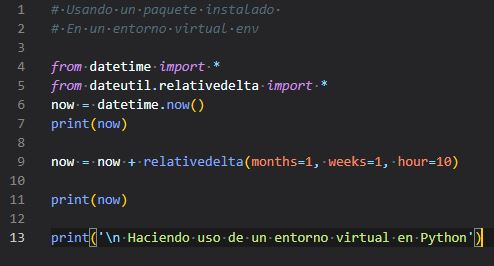 1 # Usando un paquete instalado
2 # En un entorno virtual env
3
4 from datetime import *
5 from dateutil.relativedelta import *
6 now = datetime.now()
7 print(now)
8
9 now = now + relativedelta(months=1, weeks=1, hour=10)
10
11 print(now)
12
13 print('\n Haciendo uso de un entorno virtual en Python')